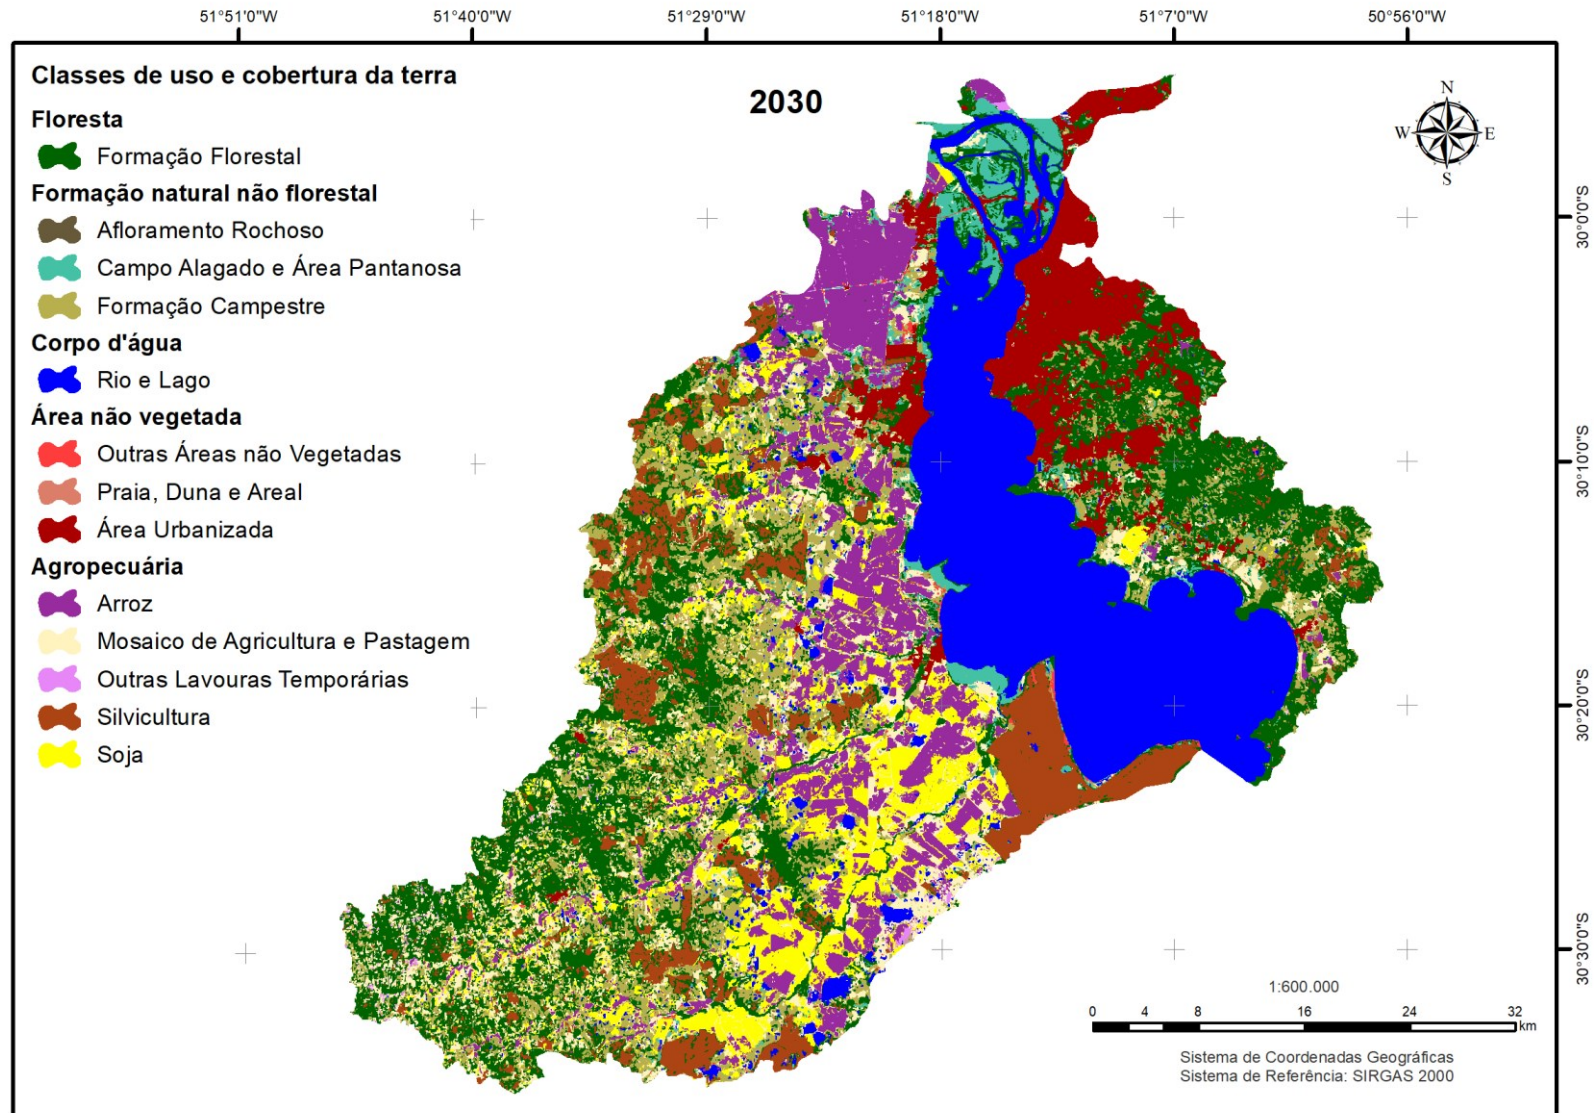 51°51'0"W
51°40'0"W
51°29'0"W
51°18'0"W
51°7'0"W
50°56'0"W
Classes de uso e cobertura da terra
2030
Floresta
Formação Florestal
Formação natural não florestal
Afloramento Rochoso
Campo Alagado e Área Pantanosa
Formação Campestre
Corpo d'água
Rio e Lago
Área não vegetada
Outras Áreas não Vegetadas
Praia, Duna e Areal
Área Urbanizada
Agropecuária
Arroz
Mosaico de Agricultura e Pastagem
Outras Lavouras Temporárias
Silvicultura
Soja
N
W
E
S
30°0'0"S
30°10'0"S
30°20'0"S
30°30'0"S
1:600.000
0 4 8 16 24 32
km
Sistema de Coordenadas Geográficas
Sistema de Referência: SIRGAS 2000